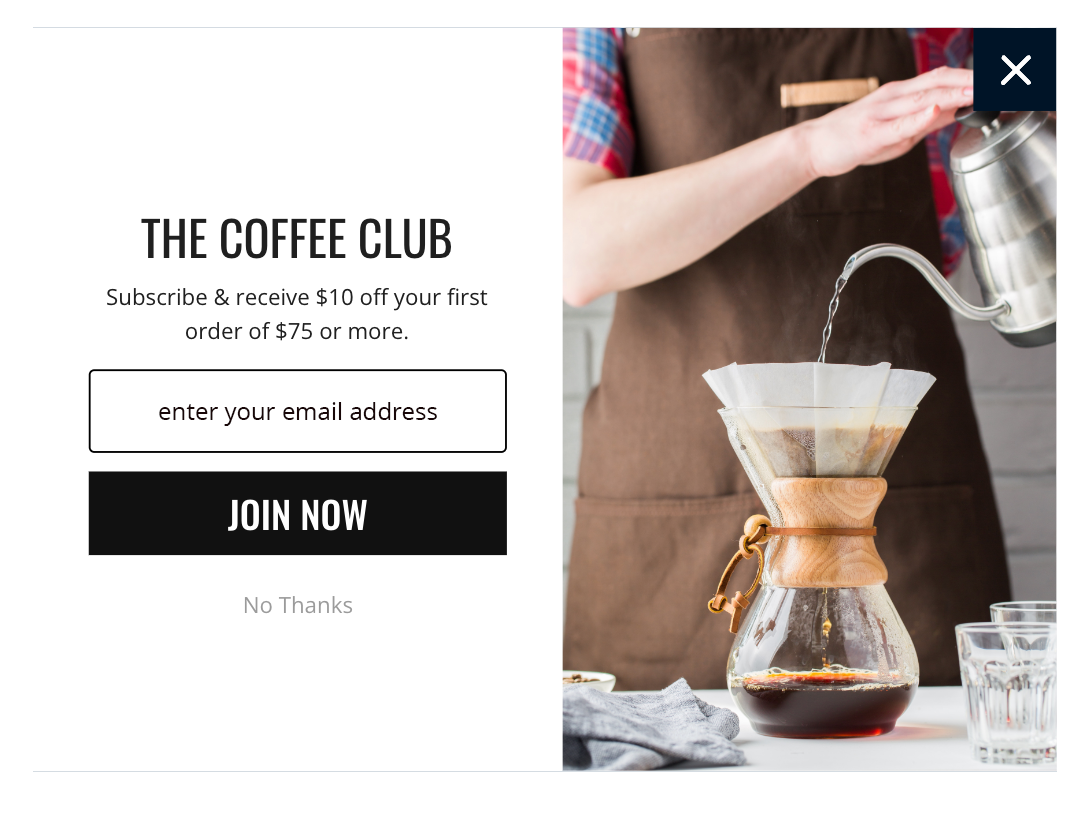 THE COFFEE CLUB
Subscribe & receive $10 off your first
order of $75 or more.
enter your email address
JOIN NOW
No Thanks